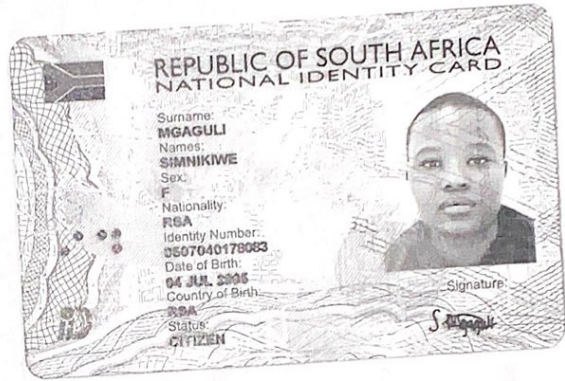 REPUBLIC OF SOUTH AFRICA
NATIONAL IDENTITY CARD
Surname:
MGAGULI
Names:
SIMNIKIWE
Sex:
F
Nationality:
RSA
Identity Number:
0507040178083
Date of Birth:
04 JUL 2005
Country of Birth:
RSA
Status:
CITIZEN
Signature